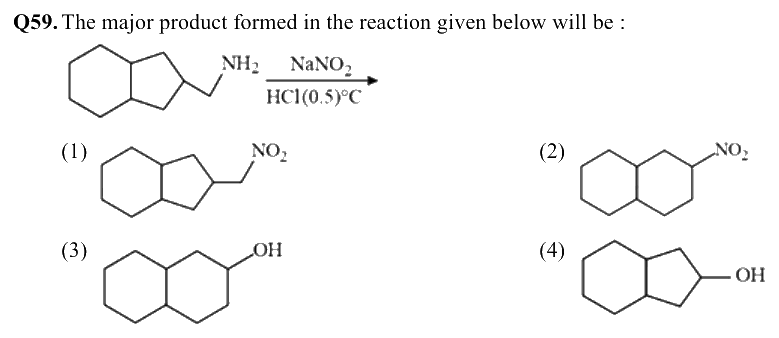 Q59. The major product formed in the reaction given below will be :
NH₂ NaNO₂
HCl(0.5)°C
(1) NO₂ (2) NO₂
(3) OH (4) OH